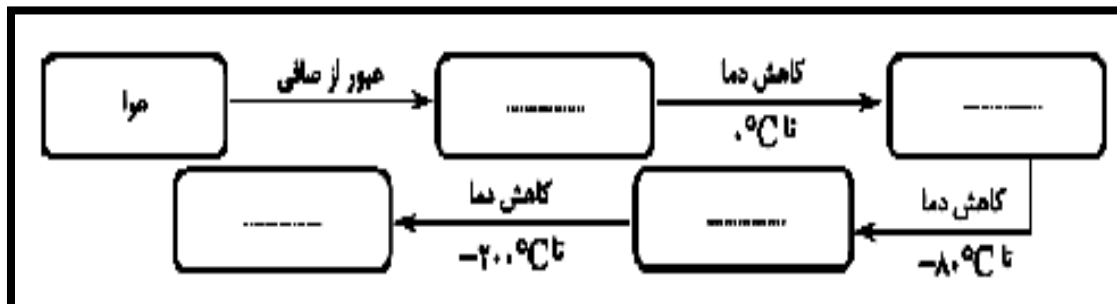 هوا
عبور از صافی
................
کاهش دما
تا ۰°C
................
کاهش دما
تا ۸۰°C−
................
کاهش دما
تا ۲۰۰°C−
................